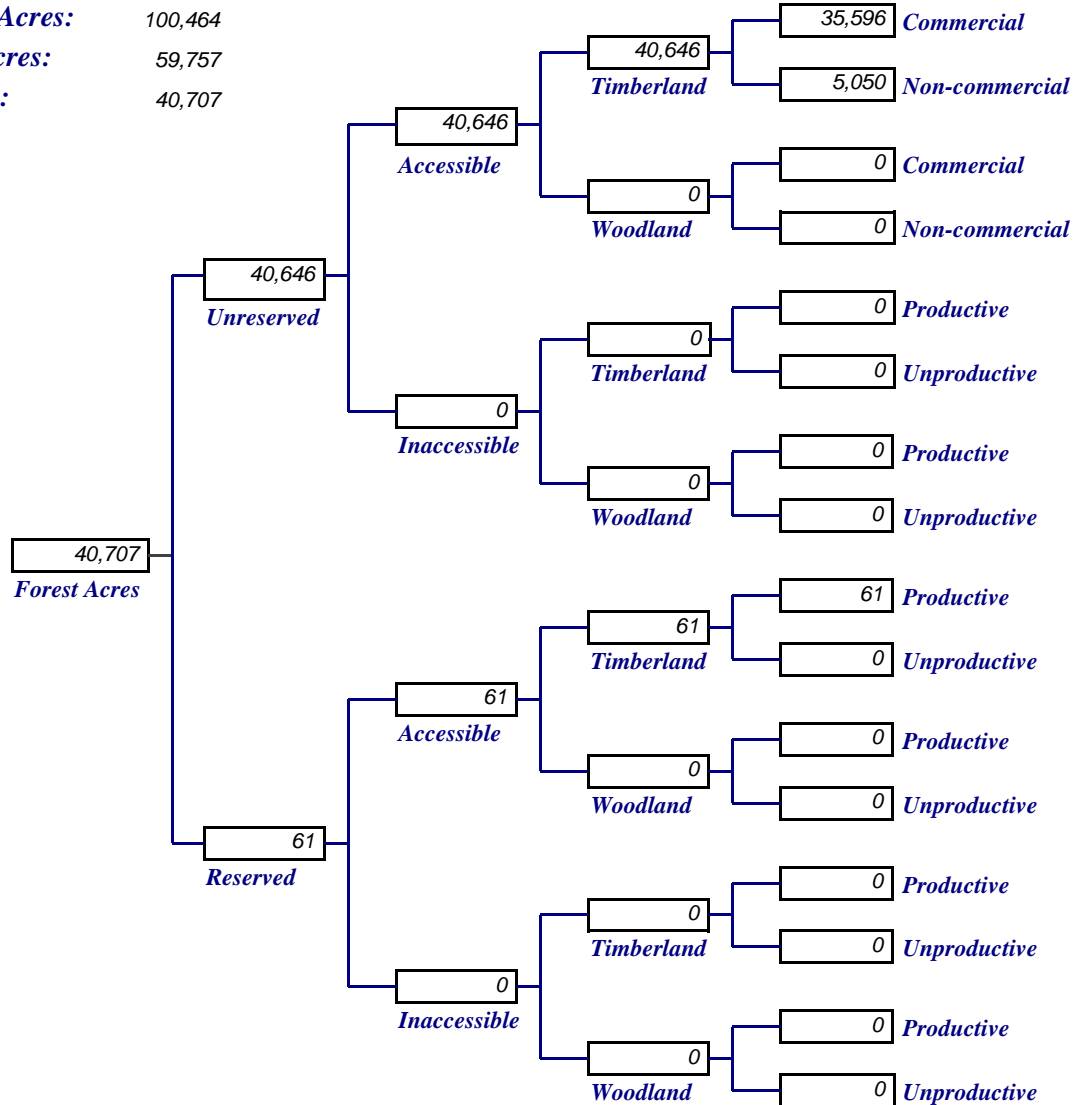 Acres: 100,464
cres: 59,757
: 40,707
35,596 Commercial
40,646
Timberland
5,050 Non-commercial
40,646
Accessible
0 Commercial
0
Woodland
0 Non-commercial
40,646
Unreserved
0 Productive
0
Timberland
0 Unproductive
0
Inaccessible
0 Productive
0
Woodland
0 Unproductive
40,707
Forest Acres
61 Productive
61
Timberland
0 Unproductive
61
Accessible
0 Productive
0
Woodland
0 Unproductive
61
Reserved
0 Productive
0
Timberland
0 Unproductive
0
Inaccessible
0 Productive
0
Woodland
0 Unproductive